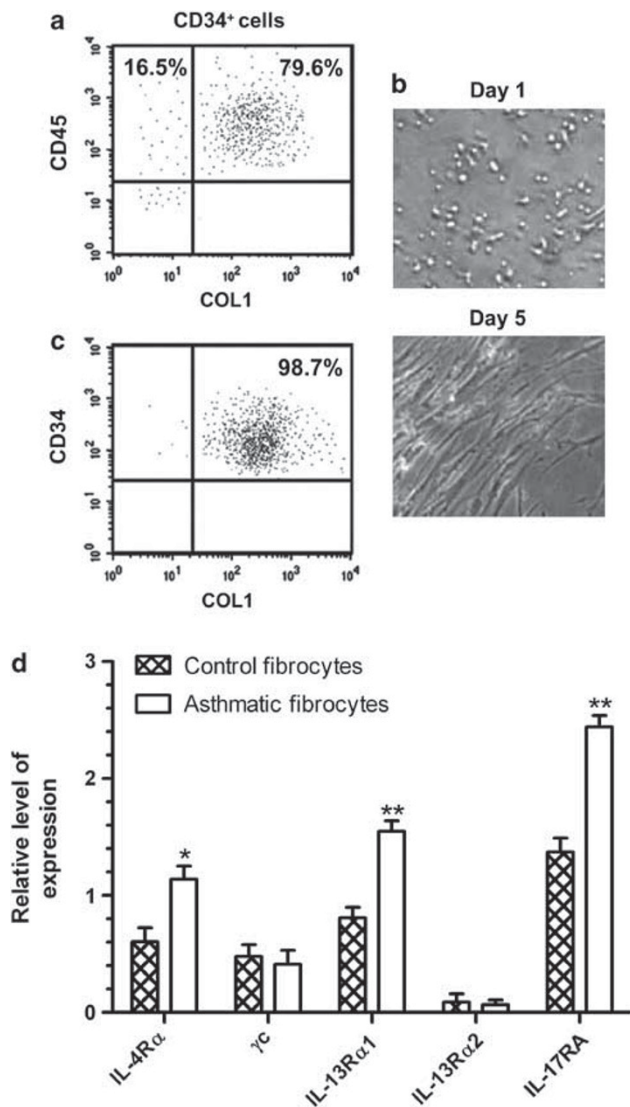 a
CD34⁺ cells
16.5%
79.6%
10⁴
10³
10²
10¹
10⁰
CD45
10⁰ 10¹ 10² 10³ 10⁴
COL1
b
Day 1
Day 5
c
98.7%
10⁴
10³
10²
10¹
10⁰
CD34
10⁰ 10¹ 10² 10³ 10⁴
COL1
d
Control fibrocytes
Asthmatic fibrocytes
3
2
1
0
Relative level of
expression
*
**
**
IL-4Rα
γc
IL-13Rα1
IL-13Rα2
IL-17RA